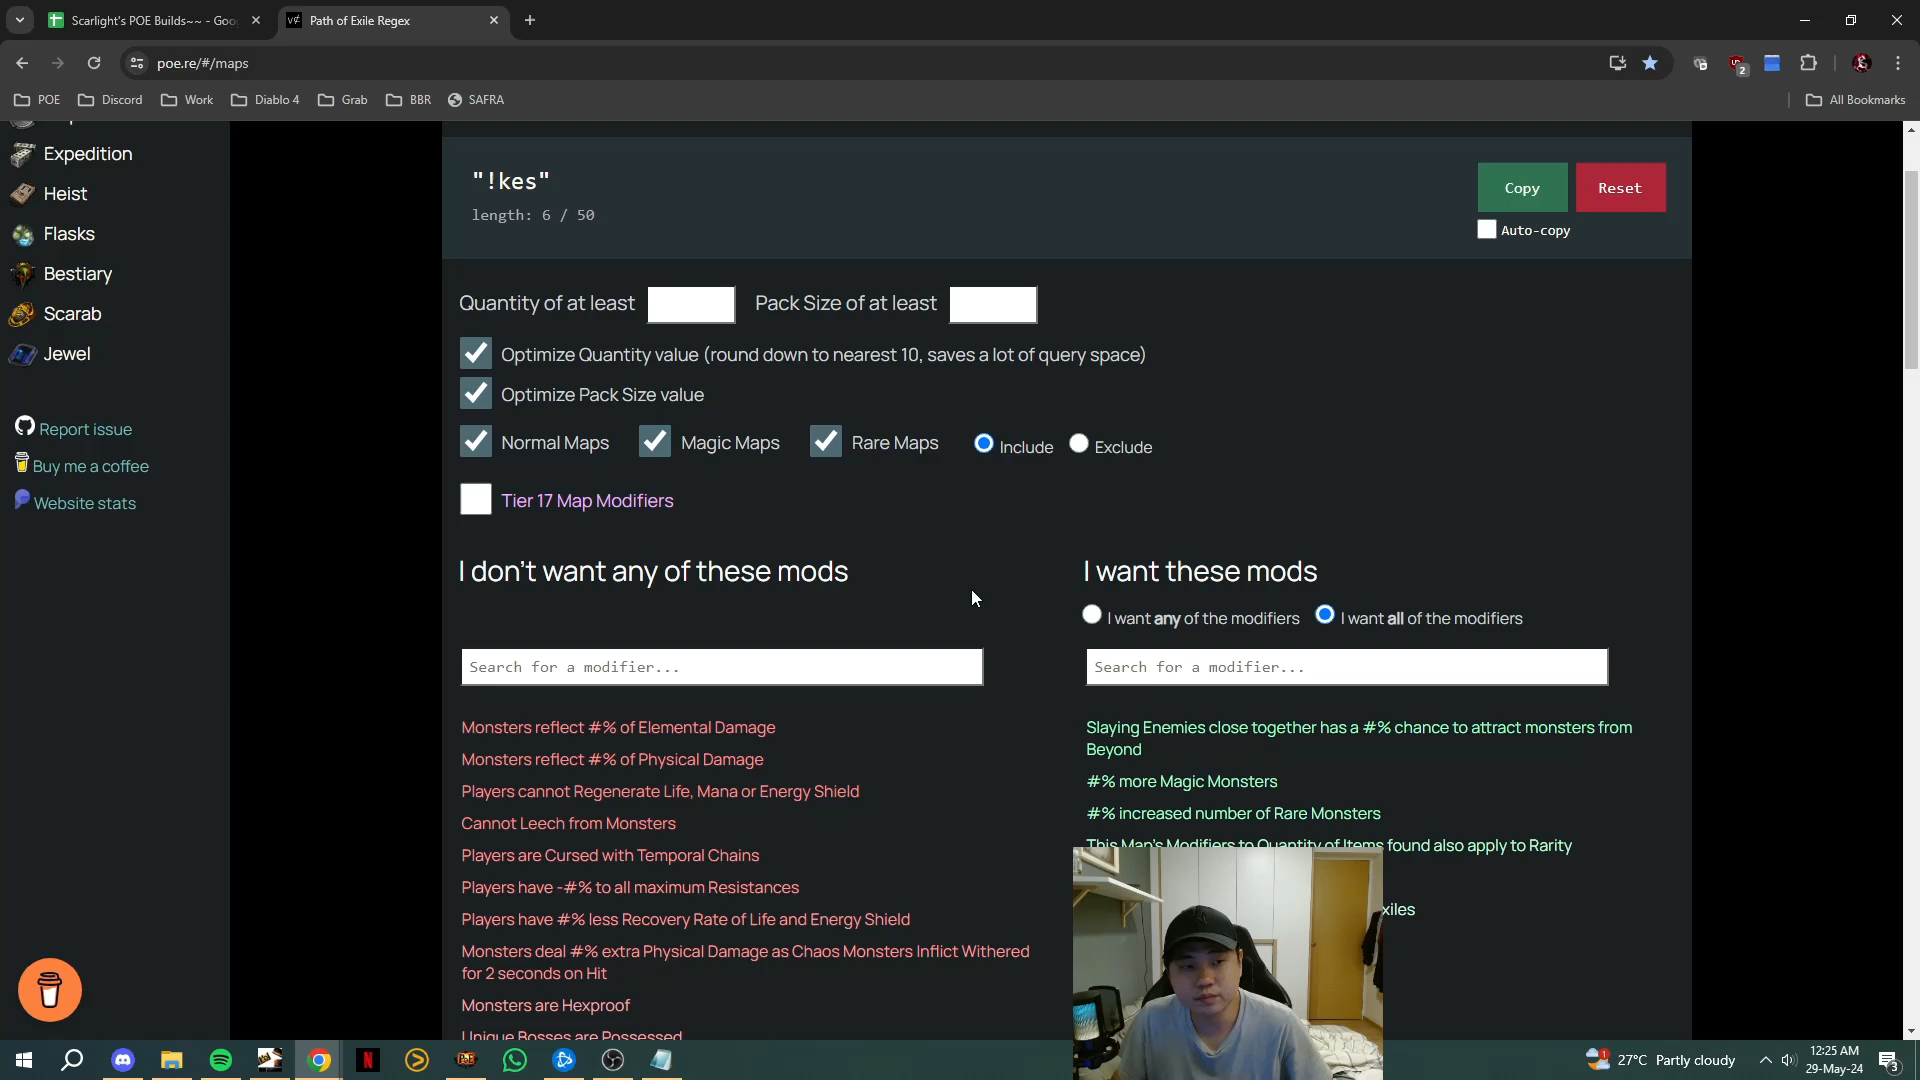 Scarlight's POE Builds~~ - Goo
Path of Exile Regex
poe.re/#/maps
2
POE
Discord
Work
Diablo 4
Grab
BBR
SAFRA
All Bookmarks
Expedition
Heist
Flasks
Bestiary
Scarab
Jewel
Report issue
Buy me a coffee
Website stats
"!kes"
length: 6 / 50
Copy
Reset
Auto-copy
Quantity of at least
Pack Size of at least
Optimize Quantity value (round down to nearest 10, saves a lot of query space)
Optimize Pack Size value
Normal Maps
Magic Maps
Rare Maps
Include
Exclude
Tier 17 Map Modifiers
I don't want any of these mods
Search for a modifier...
Monsters reflect #% of Elemental Damage
Monsters reflect #% of Physical Damage
Players cannot Regenerate Life, Mana or Energy Shield
Cannot Leech from Monsters
Players are Cursed with Temporal Chains
Players have -#% to all maximum Resistances
Players have #% less Recovery Rate of Life and Energy Shield
Monsters deal #% extra Physical Damage as Chaos Monsters Inflict Withered
for 2 seconds on Hit
Monsters are Hexproof
Unique Bosses are Possessed
I want these mods
I want any of the modifiers
I want all of the modifiers
Search for a modifier...
Slaying Enemies close together has a #% chance to attract monsters from
Beyond
#% more Magic Monsters
#% increased number of Rare Monsters
This Map's Modifiers to Quantity of Items found also apply to Rarity
xiles
1
27°C Partly cloudy
12:25 AM
29-May-24
3